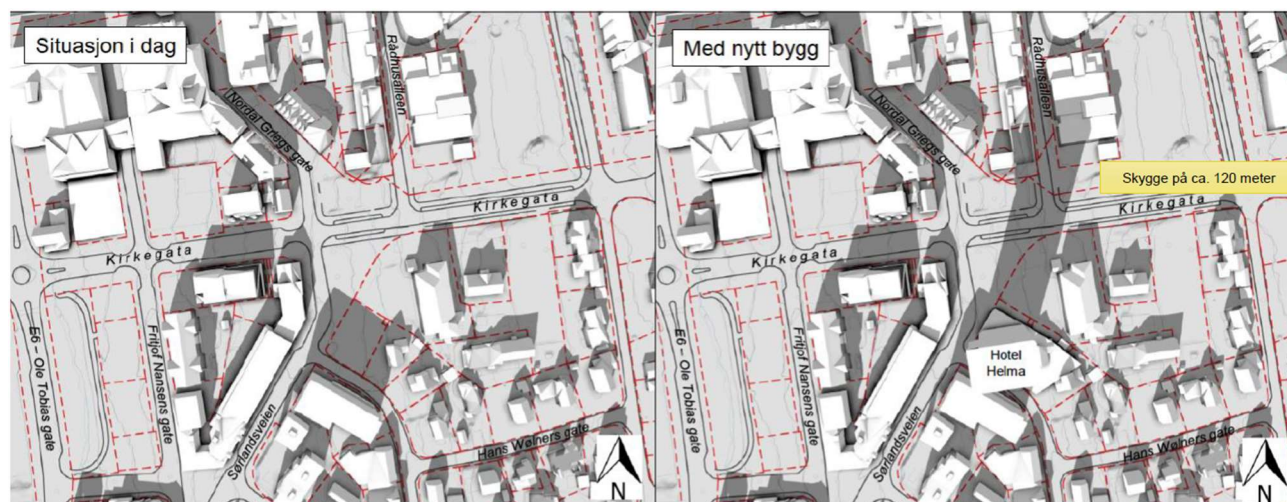 Situasjon i dag
Rådhusalleen
Nordal Griegs gate
Kirkegata
Kirkegata
E6 - Ole Tobias gate
Fritjof Nansens gate
Sørlandsveien
Hans Wølners gate
N
Med nytt bygg
Rådhusalleen
Nordal Griegs gate
Skygge på ca. 120 meter
Kirkegata
Kirkegata
Hotel
Helma
E6 - Ole Tobias gate
Fritjof Nansens gate
Sørlandsveien
Hans Wølners gate
N